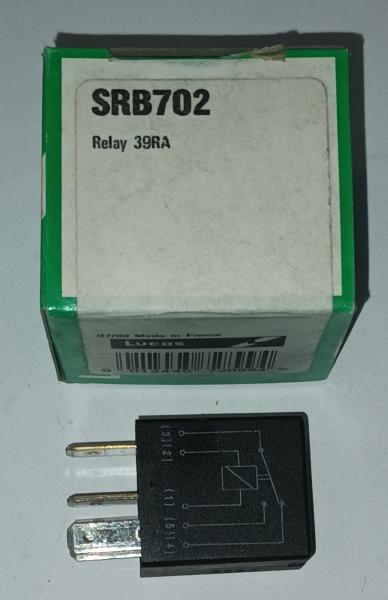 SRB702
Relay 39RA
Made in France
Lucas
(3)(2)
(1)
(5)(4)